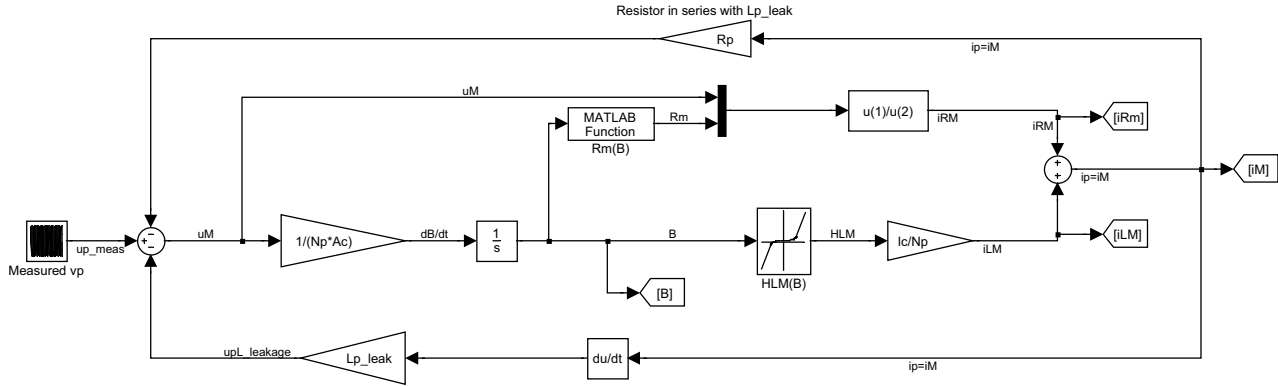 Resistor in series with Lp_leak
Rp
ip=iM
uM
MATLAB
Function
Rm
Rm(B)
u(1)/u(2)
iRM
iRM
[iRm]
+
+
ip=iM
[iM]
Measured vp
up_meas
−
+
−
uM
1/(Np*Ac)
dB/dt
1
s
B
[B]
HLM
HLM(B)
Ic/Np
iLM
[iLM]
upL_leakage
Lp_leak
du/dt
ip=iM